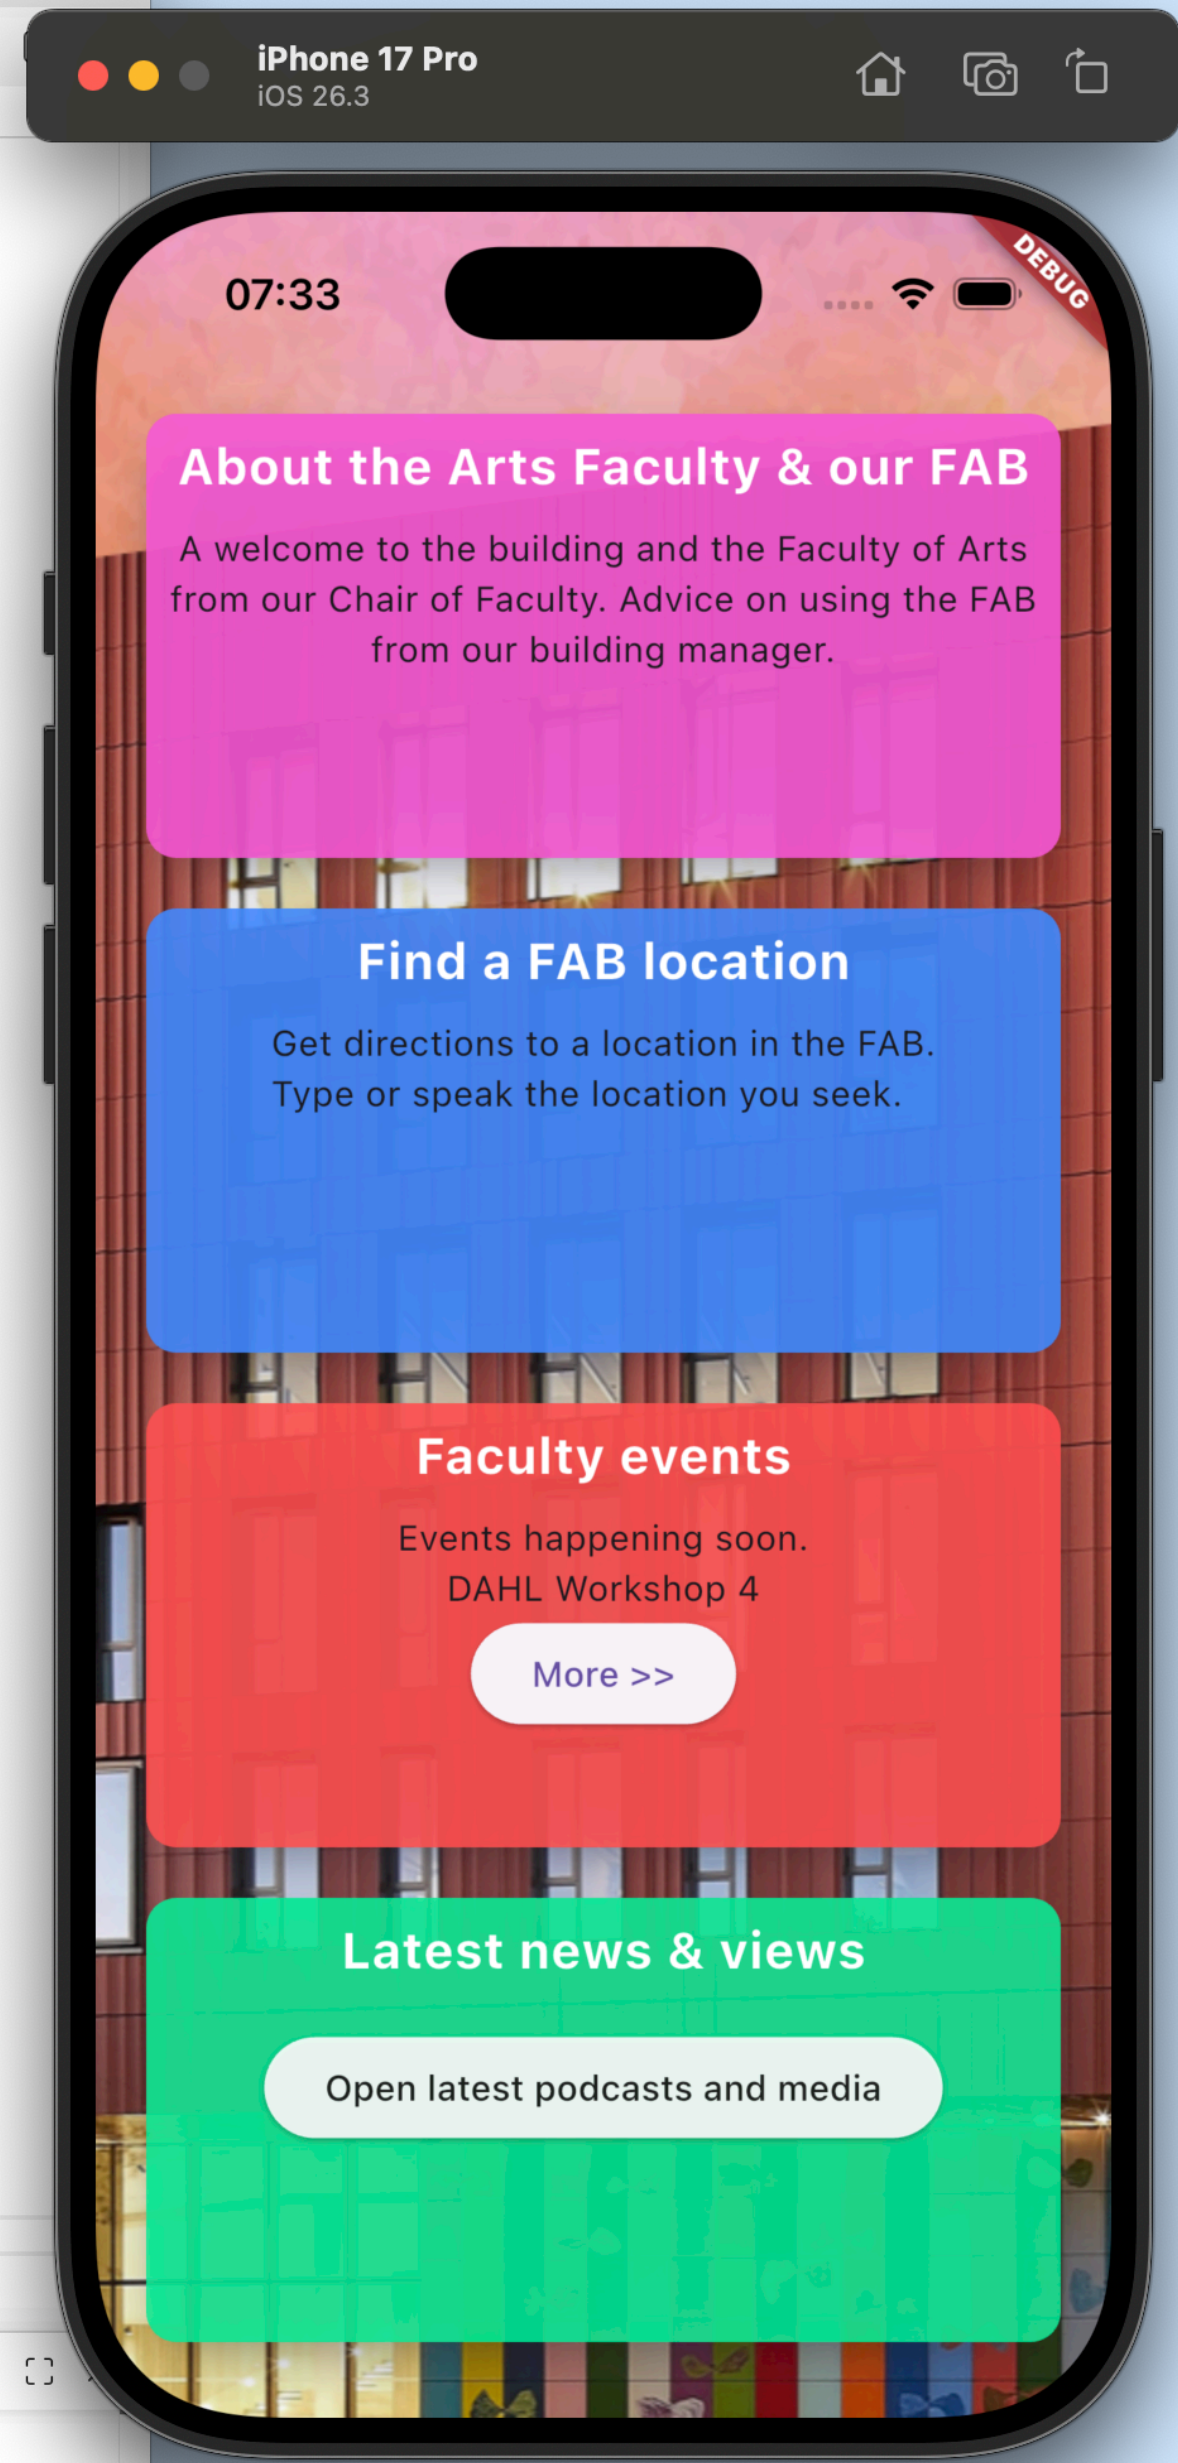 iPhone 17 Pro
iOS 26.3
07:33
DEBUG
About the Arts Faculty & our FAB
A welcome to the building and the Faculty of Arts
from our Chair of Faculty. Advice on using the FAB
from our building manager.
Find a FAB location
Get directions to a location in the FAB.
Type or speak the location you seek.
Faculty events
Events happening soon.
DAHL Workshop 4
More >>
Latest news & views
Open latest podcasts and media